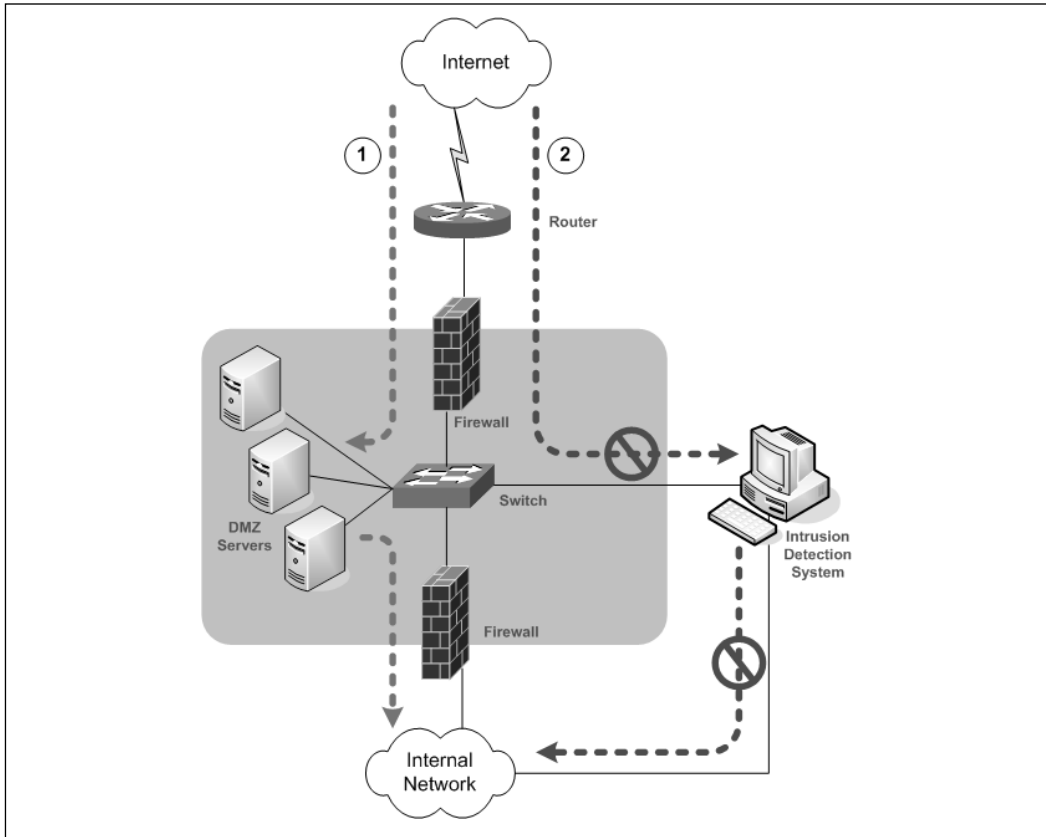 Internet
1
2
Router
Firewall
Switch
DMZ
Servers
Intrusion
Detection
System
Firewall
Internal
Network